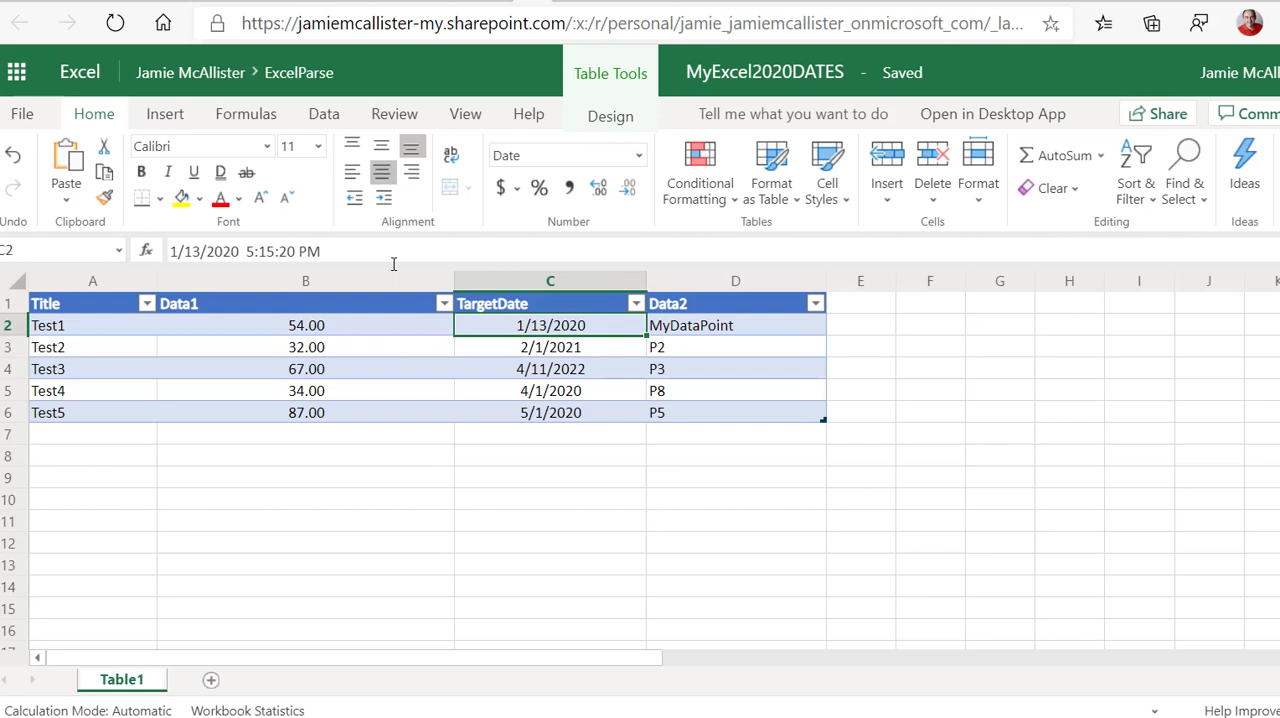 https://jamiemcallister-my.sharepoint.com/:x:/r/personal/jamie_jamiemcallister_onmicrosoft_com/_la...
Excel Jamie McAllister > ExcelParse Table Tools MyExcel2020DATES - Saved Jamie McAl
File Home Insert Formulas Data Review View Help Design Tell me what you want to do Open in Desktop App Share Comm
Calibri 11 Date AutoSum
Paste B I U D ab $ % Conditional Formatting Format as Table Cell Styles Insert Delete Format Clear Sort & Filter Find & Select Ideas
Undo Clipboard Font Alignment Number Tables Cells Editing Ideas
C2 fx 1/13/2020 5:15:20 PM
A B C D E F G H I J K
1 Title Data1 TargetDate Data2
2 Test1 54.00 1/13/2020 MyDataPoint
3 Test2 32.00 2/1/2021 P2
4 Test3 67.00 4/11/2022 P3
5 Test4 34.00 4/1/2020 P8
6 Test5 87.00 5/1/2020 P5
7
8
9
10
11
12
13
14
15
16
17
Table1
Calculation Mode: Automatic Workbook Statistics Help Improve